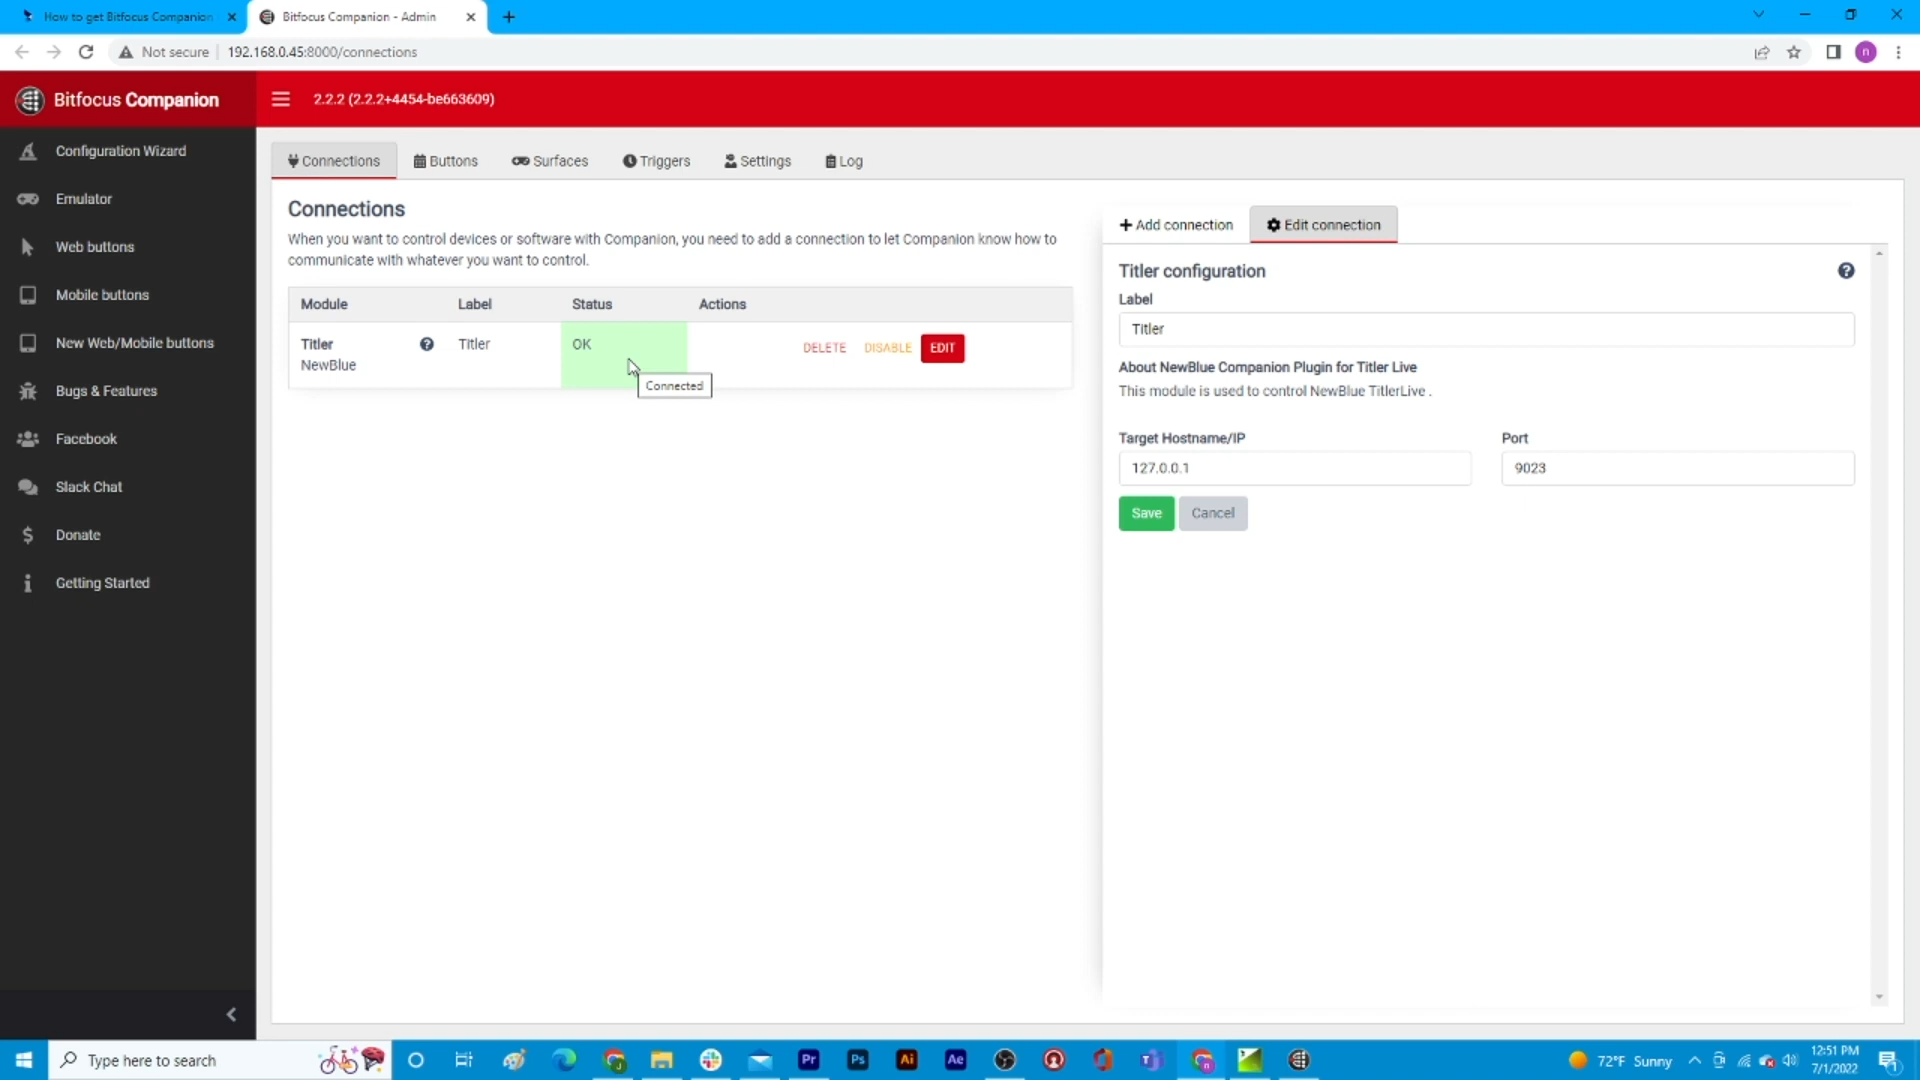 How to get Bitfocus Companion
Bitfocus Companion - Admin
Not secure
192.168.0.45:8000/connections
n
Bitfocus Companion
2.2.2 (2.2.2+4454-be663609)
Configuration Wizard
Emulator
Web buttons
Mobile buttons
New Web/Mobile buttons
Bugs & Features
Facebook
Slack Chat
Donate
Getting Started
Connections
Buttons
Surfaces
Triggers
Settings
Log
Connections
When you want to control devices or software with Companion, you need to add a connection to let Companion know how to
communicate with whatever you want to control.
Module Label Status Actions
Titler
NewBlue
Titler
OK
DELETE
DISABLE
EDIT
Connected
Add connection
Edit connection
Titler configuration
Label
Titler
About NewBlue Companion Plugin for Titler Live
This module is used to control NewBlue TitlerLive .
Target Hostname/IP
Port
127.0.0.1
9023
Save
Cancel
Type here to search
Pr
Ps
Ai
Ae
72°F Sunny
12:51 PM
7/1/2022